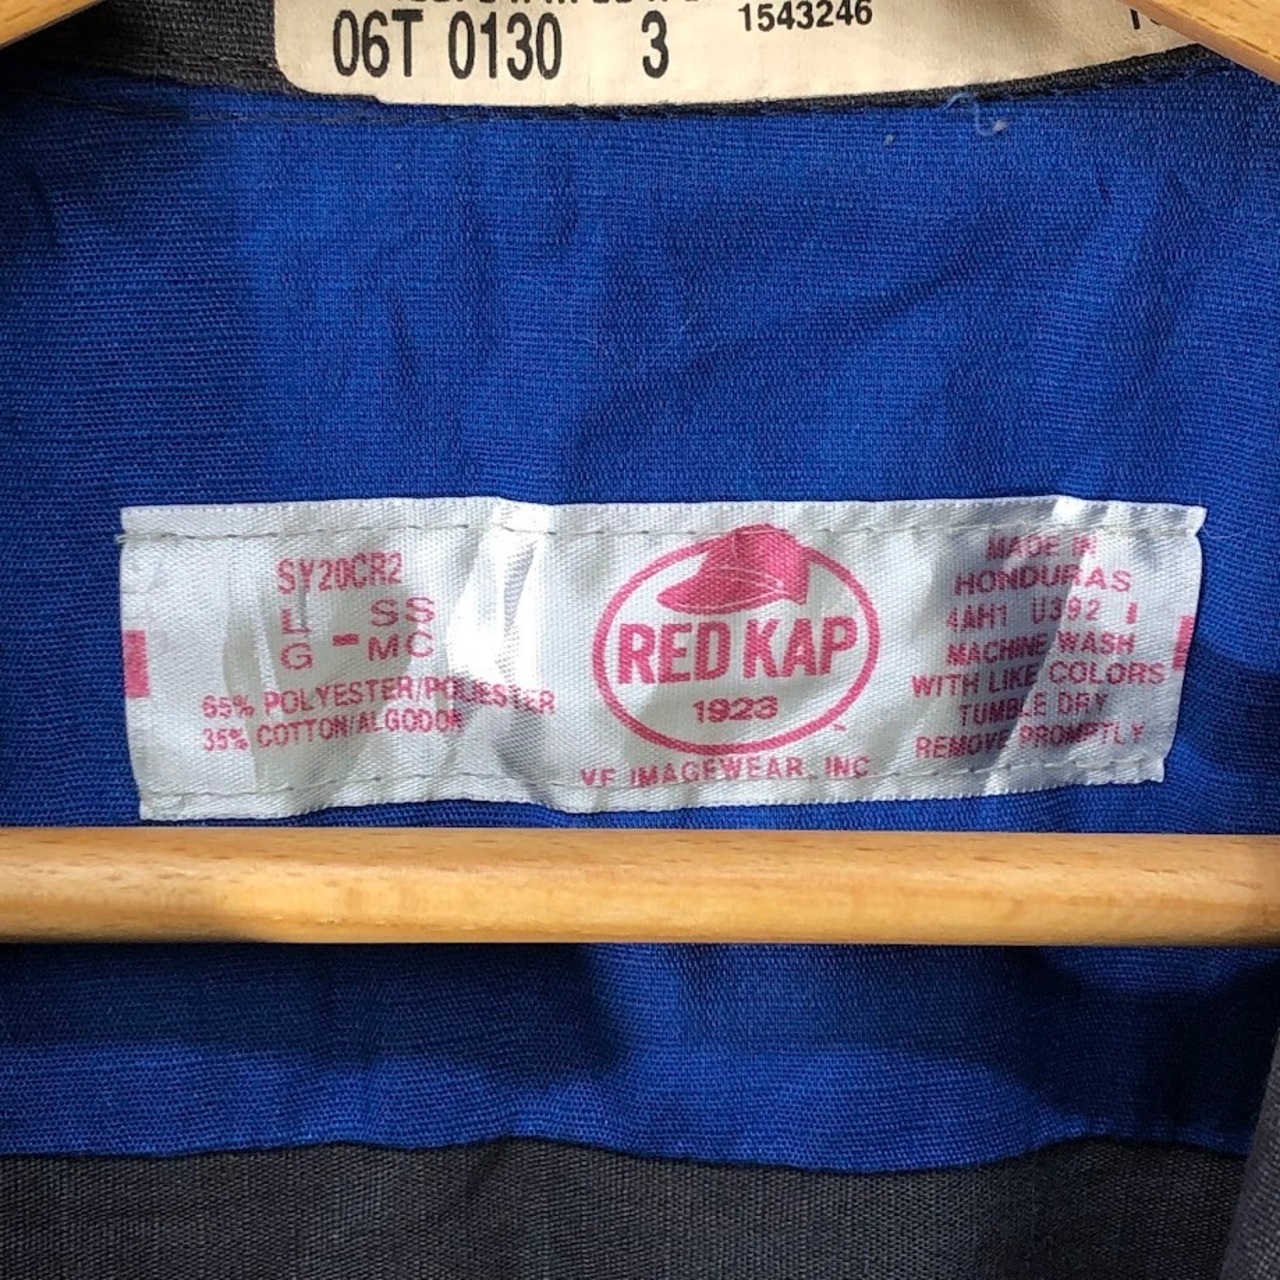 06T 0130 3 1543246
SY20CR2
L SS
G - MC
65% POLYESTER/POLIESTER
35% COTTON/ALGODON
RED KAP
1923
VF IMAGEWEAR, INC
MADE IN
HONDURAS
4AH1 U392 I
MACHINE WASH
WITH LIKE COLORS
TUMBLE DRY
REMOVE PROMPTLY